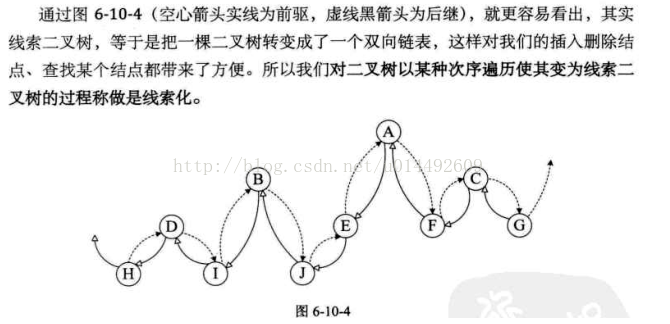 通过图 6-10-4（空心箭头实线为前驱，虚线黑箭头为后继），就更容易看出，其实
线索二叉树，等于是把一棵二叉树转变成了一个双向链表，这样对我们的插入删除结
点、查找某个结点都带来了方便。所以我们对二叉树以某种次序遍历使其变为线索二
叉树的过程称做是线索化。
http://blog.csdn.net/u014492609
A
B
C
D
E
F
G
H
I
J
图 6-10-4